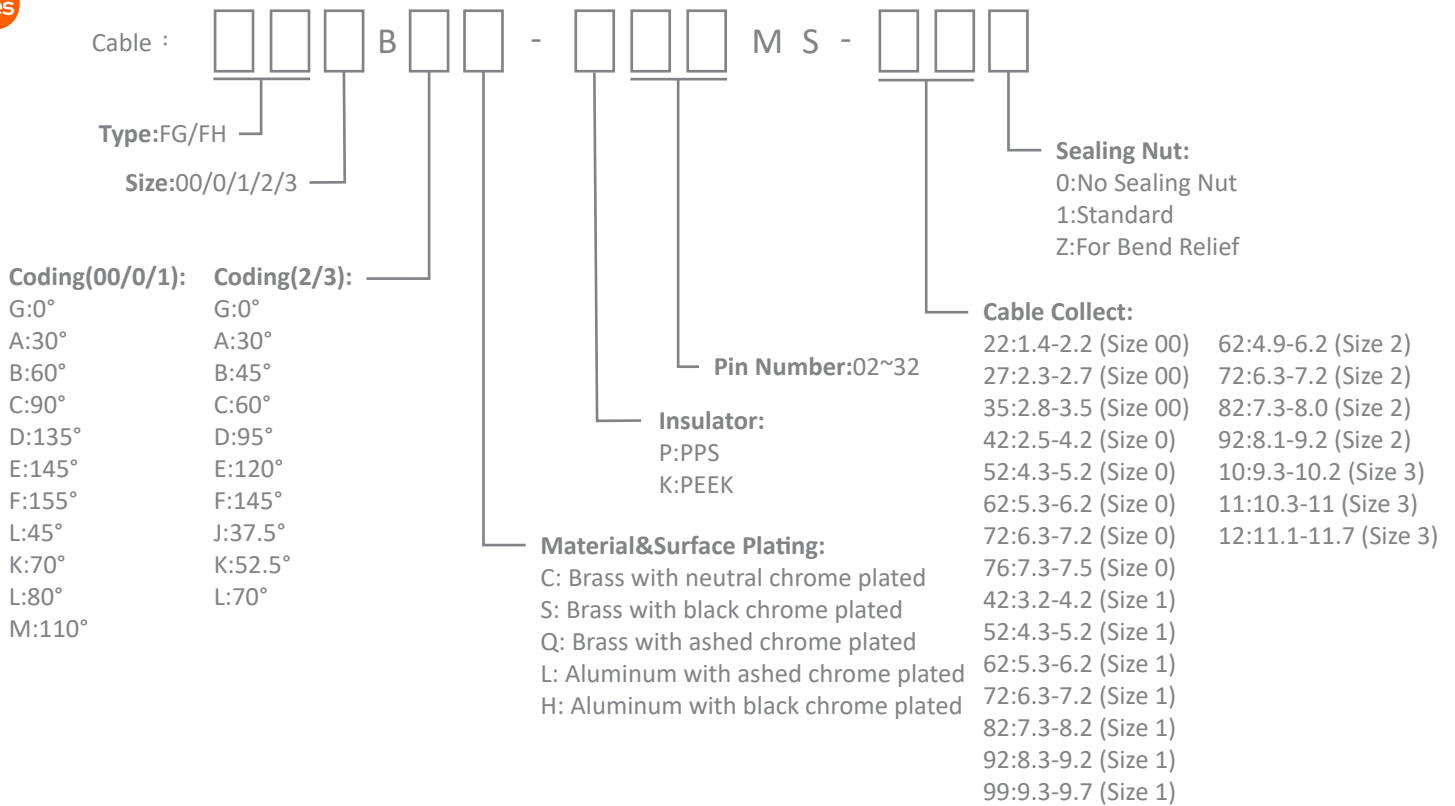 es
Cable : B - M S -
Type:FG/FH
Size:00/0/1/2/3
Sealing Nut:
0:No Sealing Nut
1:Standard
Z:For Bend Relief
Coding(00/0/1):
G:0°
A:30°
B:60°
C:90°
D:135°
E:145°
F:155°
L:45°
K:70°
L:80°
M:110°
Coding(2/3):
G:0°
A:30°
B:45°
C:60°
D:95°
E:120°
F:145°
J:37.5°
K:52.5°
L:70°
Pin Number:02~32
Insulator:
P:PPS
K:PEEK
Material&Surface Plating:
C: Brass with neutral chrome plated
S: Brass with black chrome plated
Q: Brass with ashed chrome plated
L: Aluminum with ashed chrome plated
H: Aluminum with black chrome plated
Cable Collect:
22:1.4-2.2 (Size 00)
27:2.3-2.7 (Size 00)
35:2.8-3.5 (Size 00)
42:2.5-4.2 (Size 0)
52:4.3-5.2 (Size 0)
62:5.3-6.2 (Size 0)
72:6.3-7.2 (Size 0)
76:7.3-7.5 (Size 0)
42:3.2-4.2 (Size 1)
52:4.3-5.2 (Size 1)
62:5.3-6.2 (Size 1)
72:6.3-7.2 (Size 1)
82:7.3-8.2 (Size 1)
92:8.3-9.2 (Size 1)
99:9.3-9.7 (Size 1)
62:4.9-6.2 (Size 2)
72:6.3-7.2 (Size 2)
82:7.3-8.0 (Size 2)
92:8.1-9.2 (Size 2)
10:9.3-10.2 (Size 3)
11:10.3-11 (Size 3)
12:11.1-11.7 (Size 3)